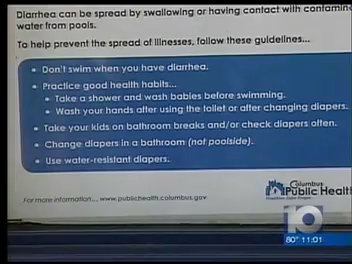 Diarrhea can be spread by swallowing or having contact with contamin
water from pools.
To help prevent the spread of illnesses, follow these guidelines...
• Don't swim when you have diarrhea.
• Practice good health habits...
• Take a shower and wash babies before swimming.
• Wash your hands after using the toilet or after changing diapers.
• Take your kids on bathroom breaks and/or check diapers often.
• Change diapers in a bathroom (not poolside).
• Use water-resistant diapers.
Columbus
Public Health
For more information... www.publichealth.columbus.gov
10
80° 11:01